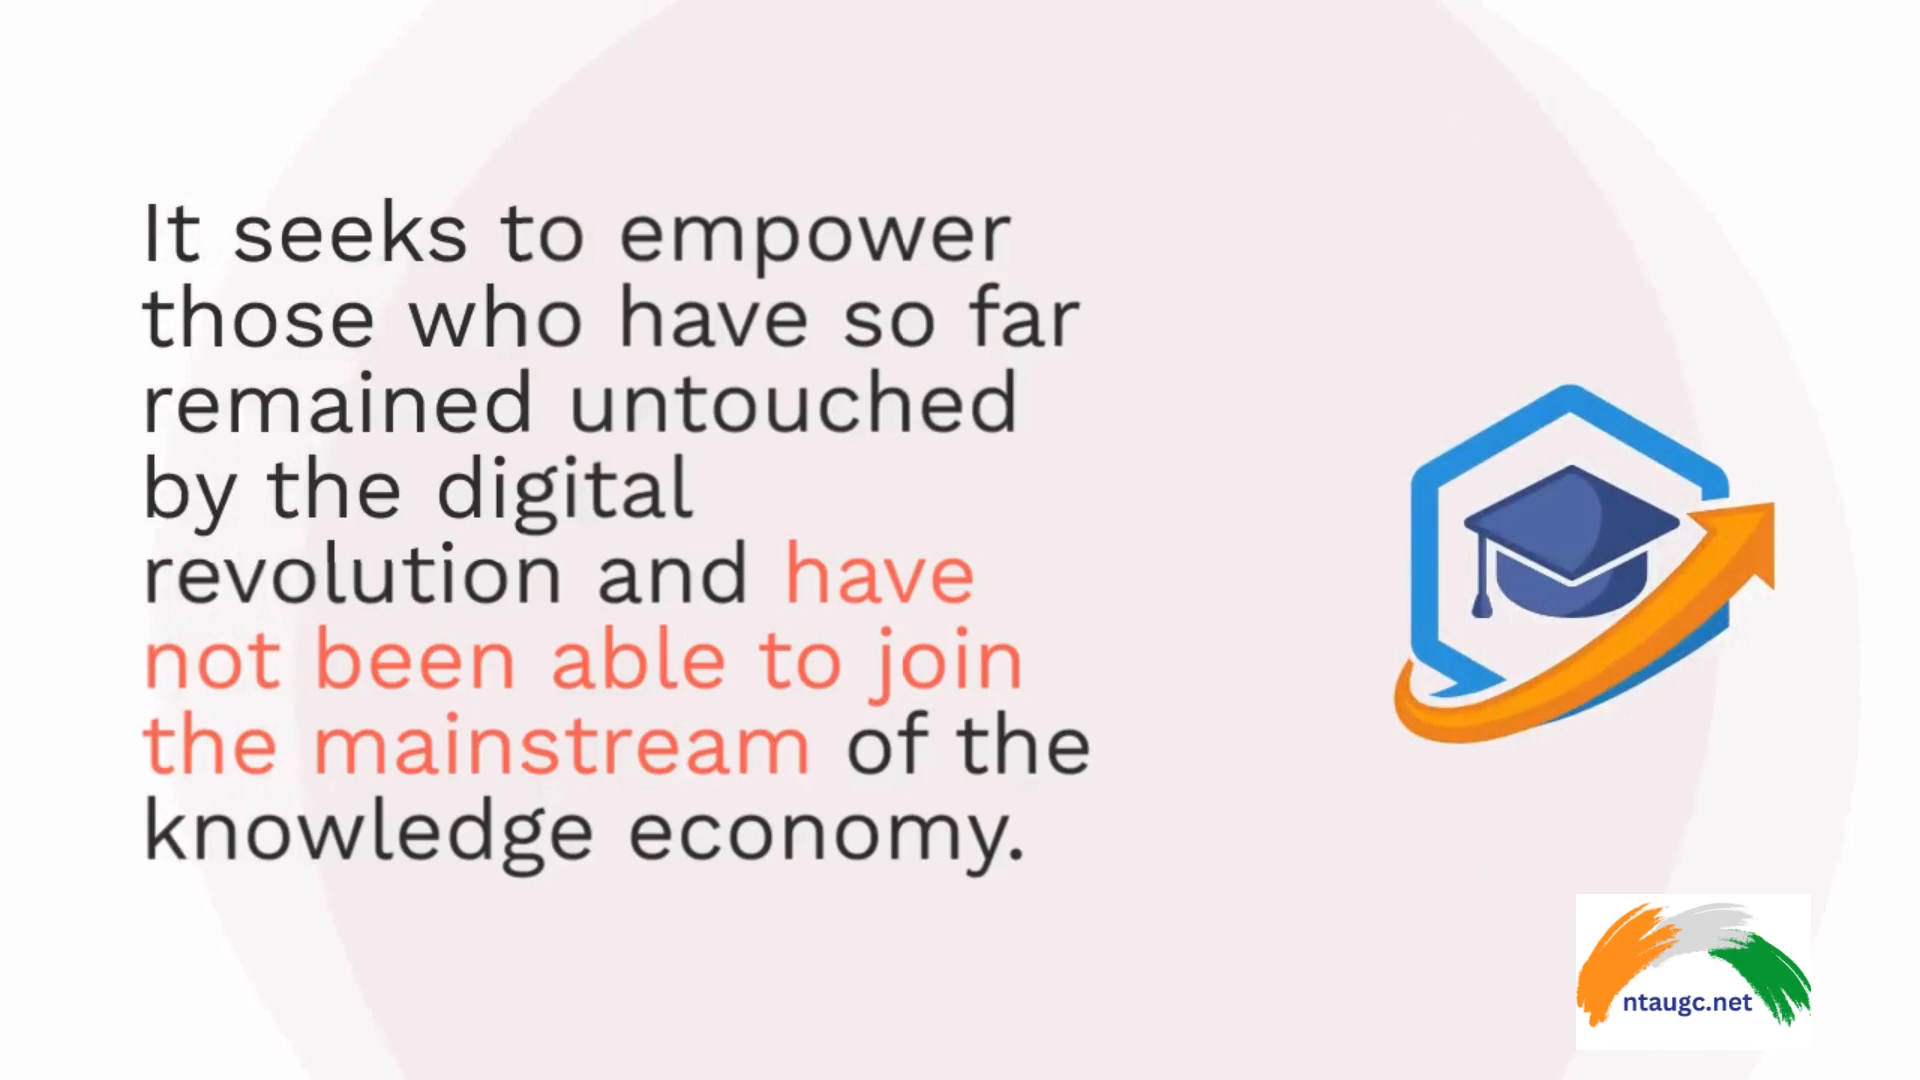 It seeks to empower
those who have so far
remained untouched
by the digital
revolution and have
not been able to join
the mainstream of the
knowledge economy.
ntaugc.net